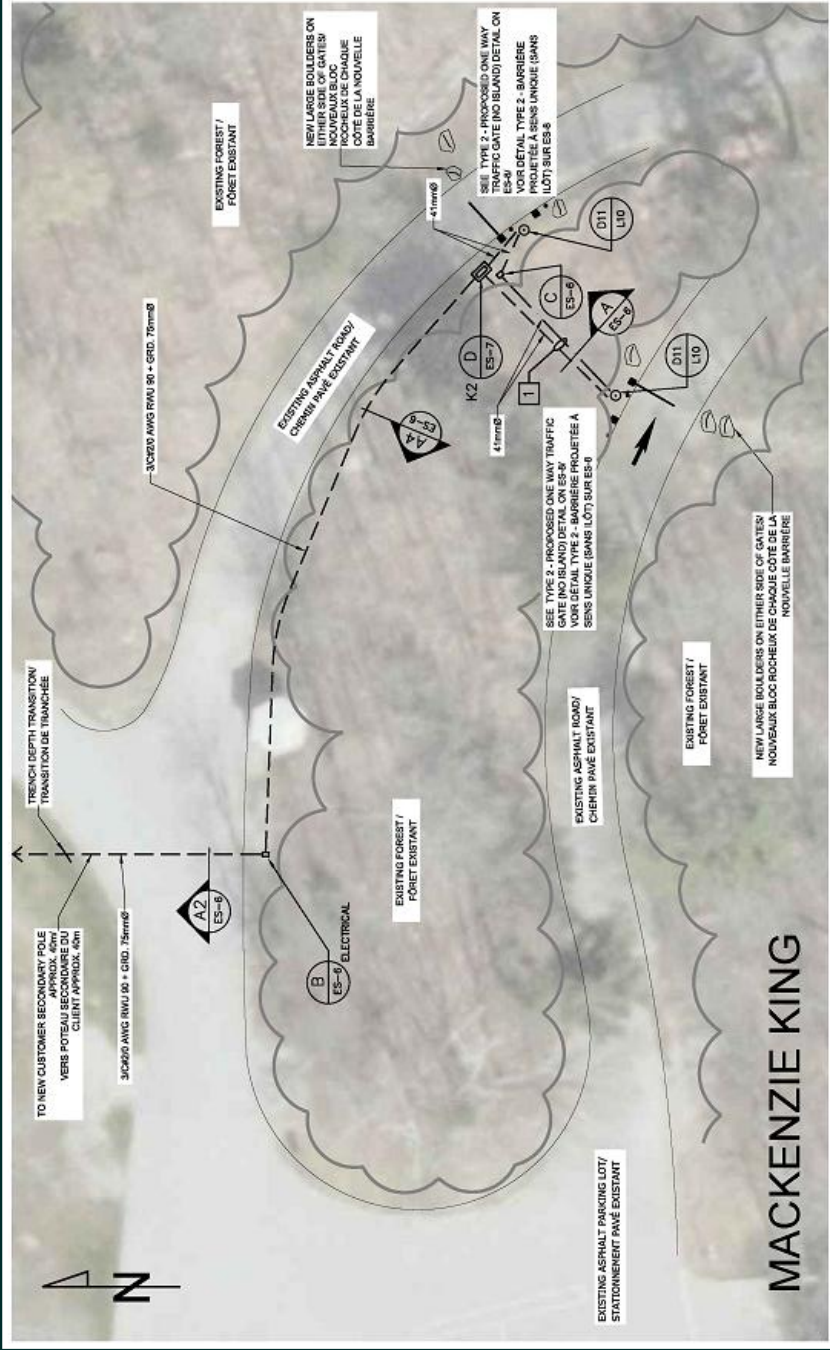 TO NEW CUSTOMER SECONDARY POLE
APPROX. 40m/
VERS POTEAU SECONDAIRE DU
CLIENT APPROX. 40m
3/C#2/0 AWG RWU 90 + GRD. 75mmØ
TRENCH DEPTH TRANSITION/
TRANSITION DE TRANCHÉE
3/C#2/0 AWG RWU 90 + GRD. 75mmØ
EXISTING FOREST /
FÔRET EXISTANT
NEW LARGE BOULDERS ON
EITHER SIDE OF GATES/
NOUVEAUX BLOC
ROCHEUX DE CHAQUE
CÔTÉ DE LA NOUVELLE
BARRIÈRE
N
A2
ES-6
B
ES-6
ELECTRICAL
EXISTING ASPHALT ROAD/
CHEMIN PAVÉ EXISTANT
A4
ES-6
41mmØ
SEE TYPE 2 - PROPOSED ONE WAY
TRAFFIC GATE (NO ISLAND) DETAIL ON
ES-8/
VOIR DÉTAIL TYPE 2 - BARRIÈRE
PROJETÉE À SENS UNIQUE (SANS
ILÔT) SUR ES-8
K2
D
ES-7
1
41mmØ
C
ES-6
A
ES-6
D11
L10
D11
L10
EXISTING FOREST /
FÔRET EXISTANT
SEE TYPE 2 - PROPOSED ONE WAY TRAFFIC
GATE (NO ISLAND) DETAIL ON ES-8/
VOIR DÉTAIL TYPE 2 - BARRIÈRE PROJETÉE À
SENS UNIQUE (SANS ILÔT) SUR ES-8
EXISTING ASPHALT PARKING LOT/
STATIONNEMENT PAVÉ EXISTANT
EXISTING ASPHALT ROAD/
CHEMIN PAVÉ EXISTANT
EXISTING FOREST /
FÔRET EXISTANT
NEW LARGE BOULDERS ON EITHER SIDE OF GATES/
NOUVEAUX BLOC ROCHEUX DE CHAQUE CÔTÉ DE LA
NOUVELLE BARRIÈRE
MACKENZIE KING